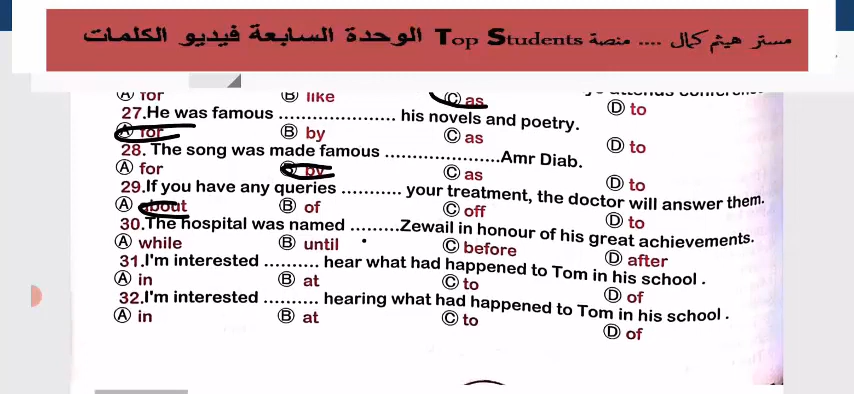 مستر هيثم كمال .... منصة Top Students الوحدة السابعة فيديو الكلمات
A for B like C as D to
27.He was famous .................... his novels and poetry.
A for B by C as D to
28. The song was made famous ....................Amr Diab.
A for B by C as D to
29.If you have any queries ........... your treatment, the doctor will answer them.
A about B of C off D to
30.The hospital was named .........Zewail in honour of his great achievements.
A while B until C before D after
31.I'm interested .......... hear what had happened to Tom in his school .
A in B at C to D of
32.I'm interested .......... hearing what had happened to Tom in his school .
A in B at C to D of